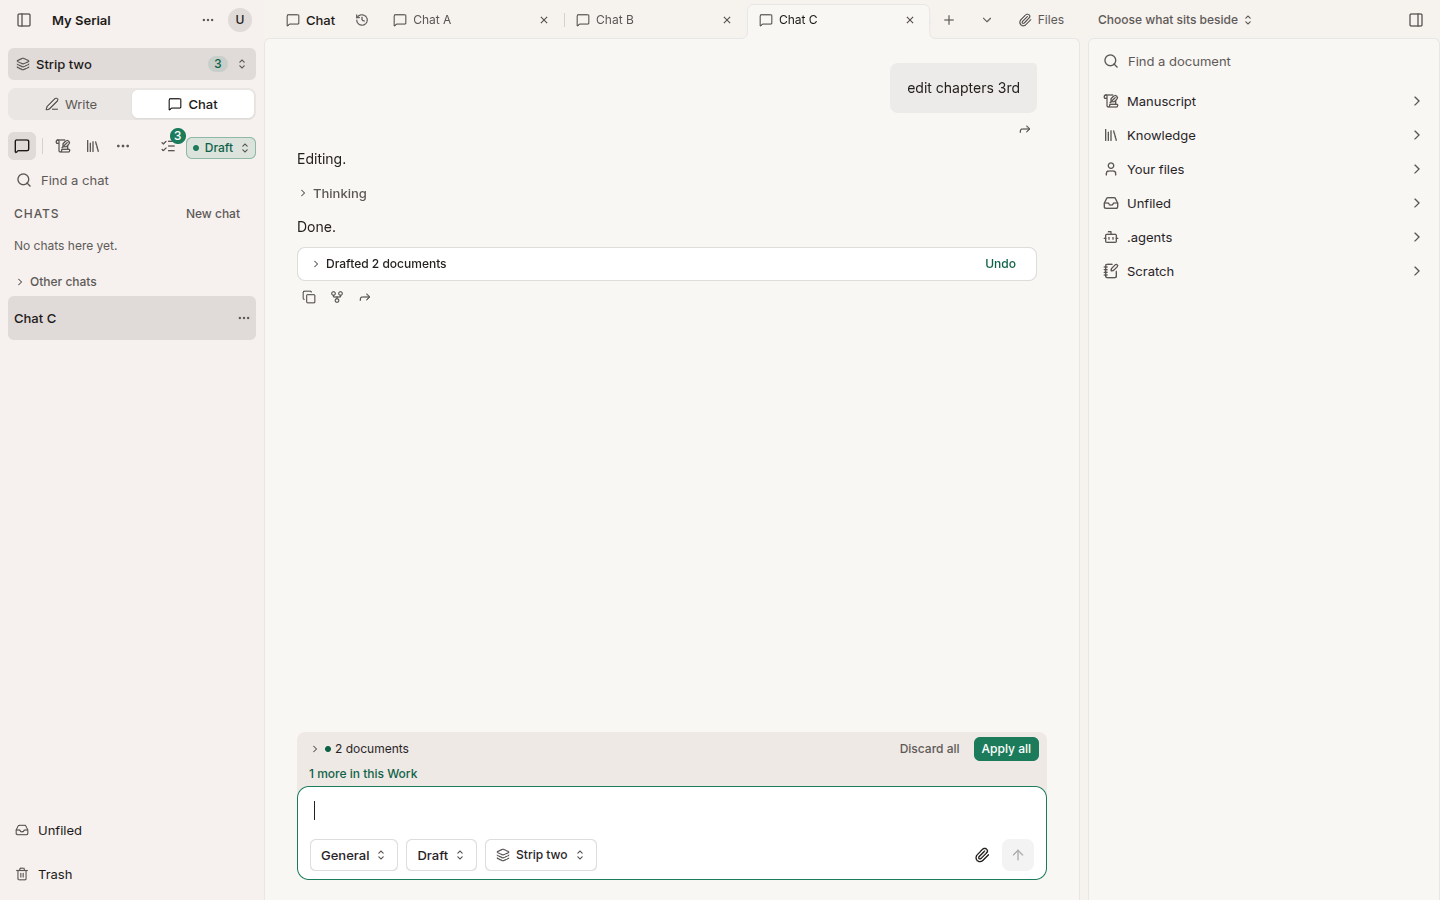 My Serial
U
Strip two
3
Write
Chat
3
Draft
Find a chat
CHATS
New chat
No chats here yet.
Other chats
Chat C
Unfiled
Trash
Chat
Chat A
Chat B
Chat C
Files
edit chapters 3rd
Editing.
Thinking
Done.
Drafted 2 documents
Undo
2 documents
Discard all
Apply all
1 more in this Work
General
Draft
Strip two
Choose what sits beside
Find a document
Manuscript
Knowledge
Your files
Unfiled
.agents
Scratch